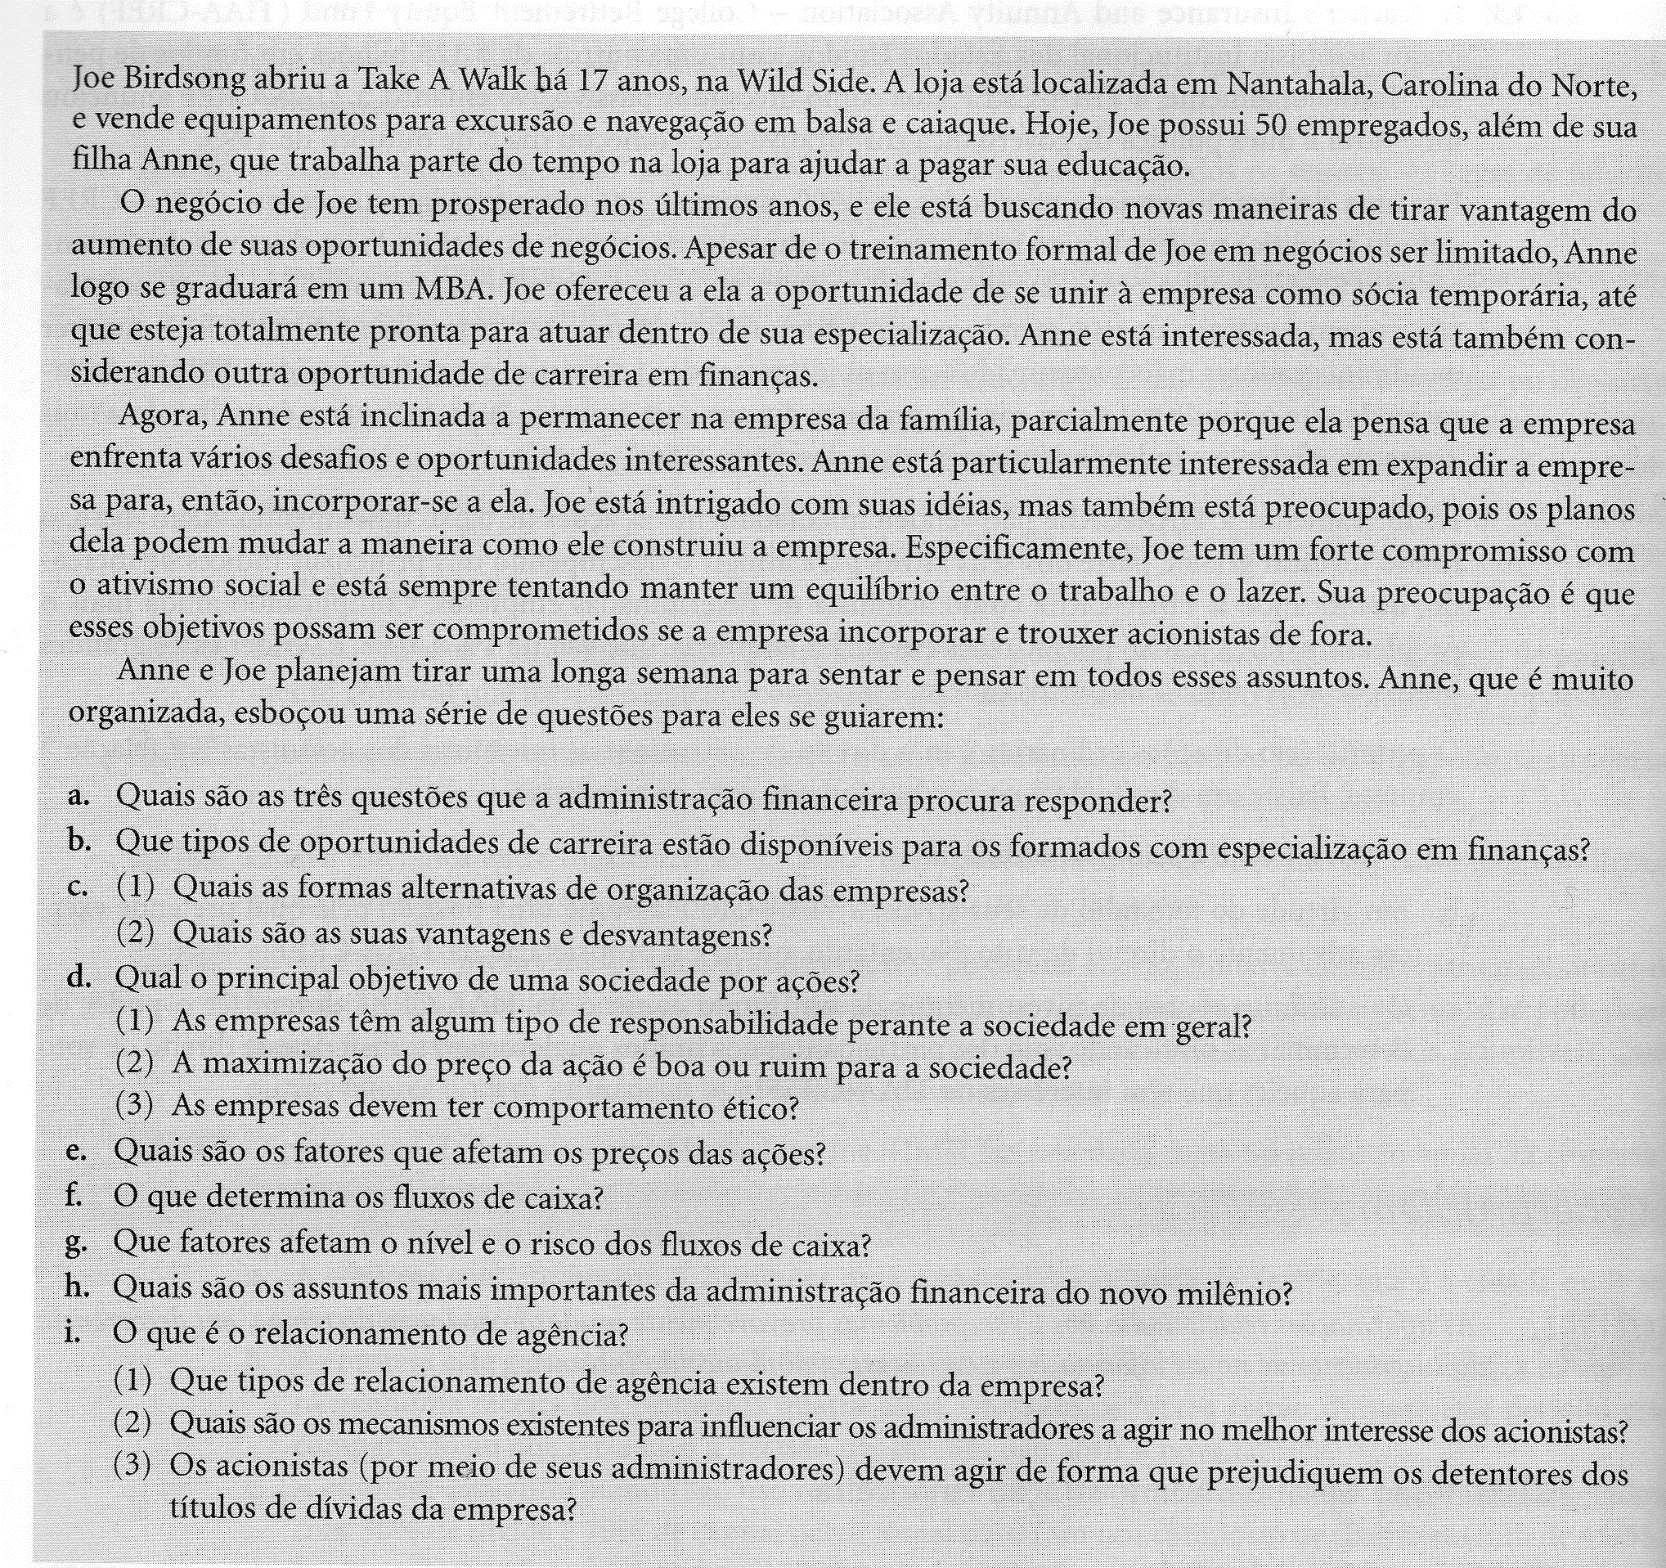 Joe Birdsong abriu a Take A Walk há 17 anos, na Wild Side. A loja está localizada em Nantahala, Carolina do Norte,
e vende equipamentos para excursão e navegação em balsa e caiaque. Hoje, Joe possui 50 empregados, além de sua
filha Anne, que trabalha parte do tempo na loja para ajudar a pagar sua educação.
O negócio de Joe tem prosperado nos últimos anos, e ele está buscando novas maneiras de tirar vantagem do
aumento de suas oportunidades de negócios. Apesar de o treinamento formal de Joe em negócios ser limitado, Anne
logo se graduará em um MBA. Joe ofereceu a ela a oportunidade de se unir à empresa como sócia temporária, até
que esteja totalmente pronta para atuar dentro de sua especialização. Anne está interessada, mas está também con-
siderando outra oportunidade de carreira em finanças.
Agora, Anne está inclinada a permanecer na empresa da família, parcialmente porque ela pensa que a empresa
enfrenta vários desafios e oportunidades interessantes. Anne está particularmente interessada em expandir a empre-
sa para, então, incorporar-se a ela. Joe está intrigado com suas idéias, mas também está preocupado, pois os planos
dela podem mudar a maneira como ele construiu a empresa. Especificamente, Joe tem um forte compromisso com
o ativismo social e está sempre tentando manter um equilíbrio entre o trabalho e o lazer. Sua preocupação é que
esses objetivos possam ser comprometidos se a empresa incorporar e trouxer acionistas de fora.
Anne e Joe planejam tirar uma longa semana para sentar e pensar em todos esses assuntos. Anne, que é muito
organizada, esboçou uma série de questões para eles se guiarem:
a. Quais são as três questões que a administração financeira procura responder?
b. Que tipos de oportunidades de carreira estão disponíveis para os formados com especialização em finanças?
c. (1) Quais as formas alternativas de organização das empresas?
(2) Quais são as suas vantagens e desvantagens?
d. Qual o principal objetivo de uma sociedade por ações?
(1) As empresas têm algum tipo de responsabilidade perante a sociedade em geral?
(2) A maximização do preço da ação é boa ou ruim para a sociedade?
(3) As empresas devem ter comportamento ético?
e. Quais são os fatores que afetam os preços das ações?
f. O que determina os fluxos de caixa?
g. Que fatores afetam o nível e o risco dos fluxos de caixa?
h. Quais são os assuntos mais importantes da administração financeira do novo milênio?
i. O que é o relacionamento de agência?
(1) Que tipos de relacionamento de agência existem dentro da empresa?
(2) Quais são os mecanismos existentes para influenciar os administradores a agir no melhor interesse dos acionistas?
(3) Os acionistas (por meio de seus administradores) devem agir de forma que prejudiquem os detentores dos
títulos de dívidas da empresa?